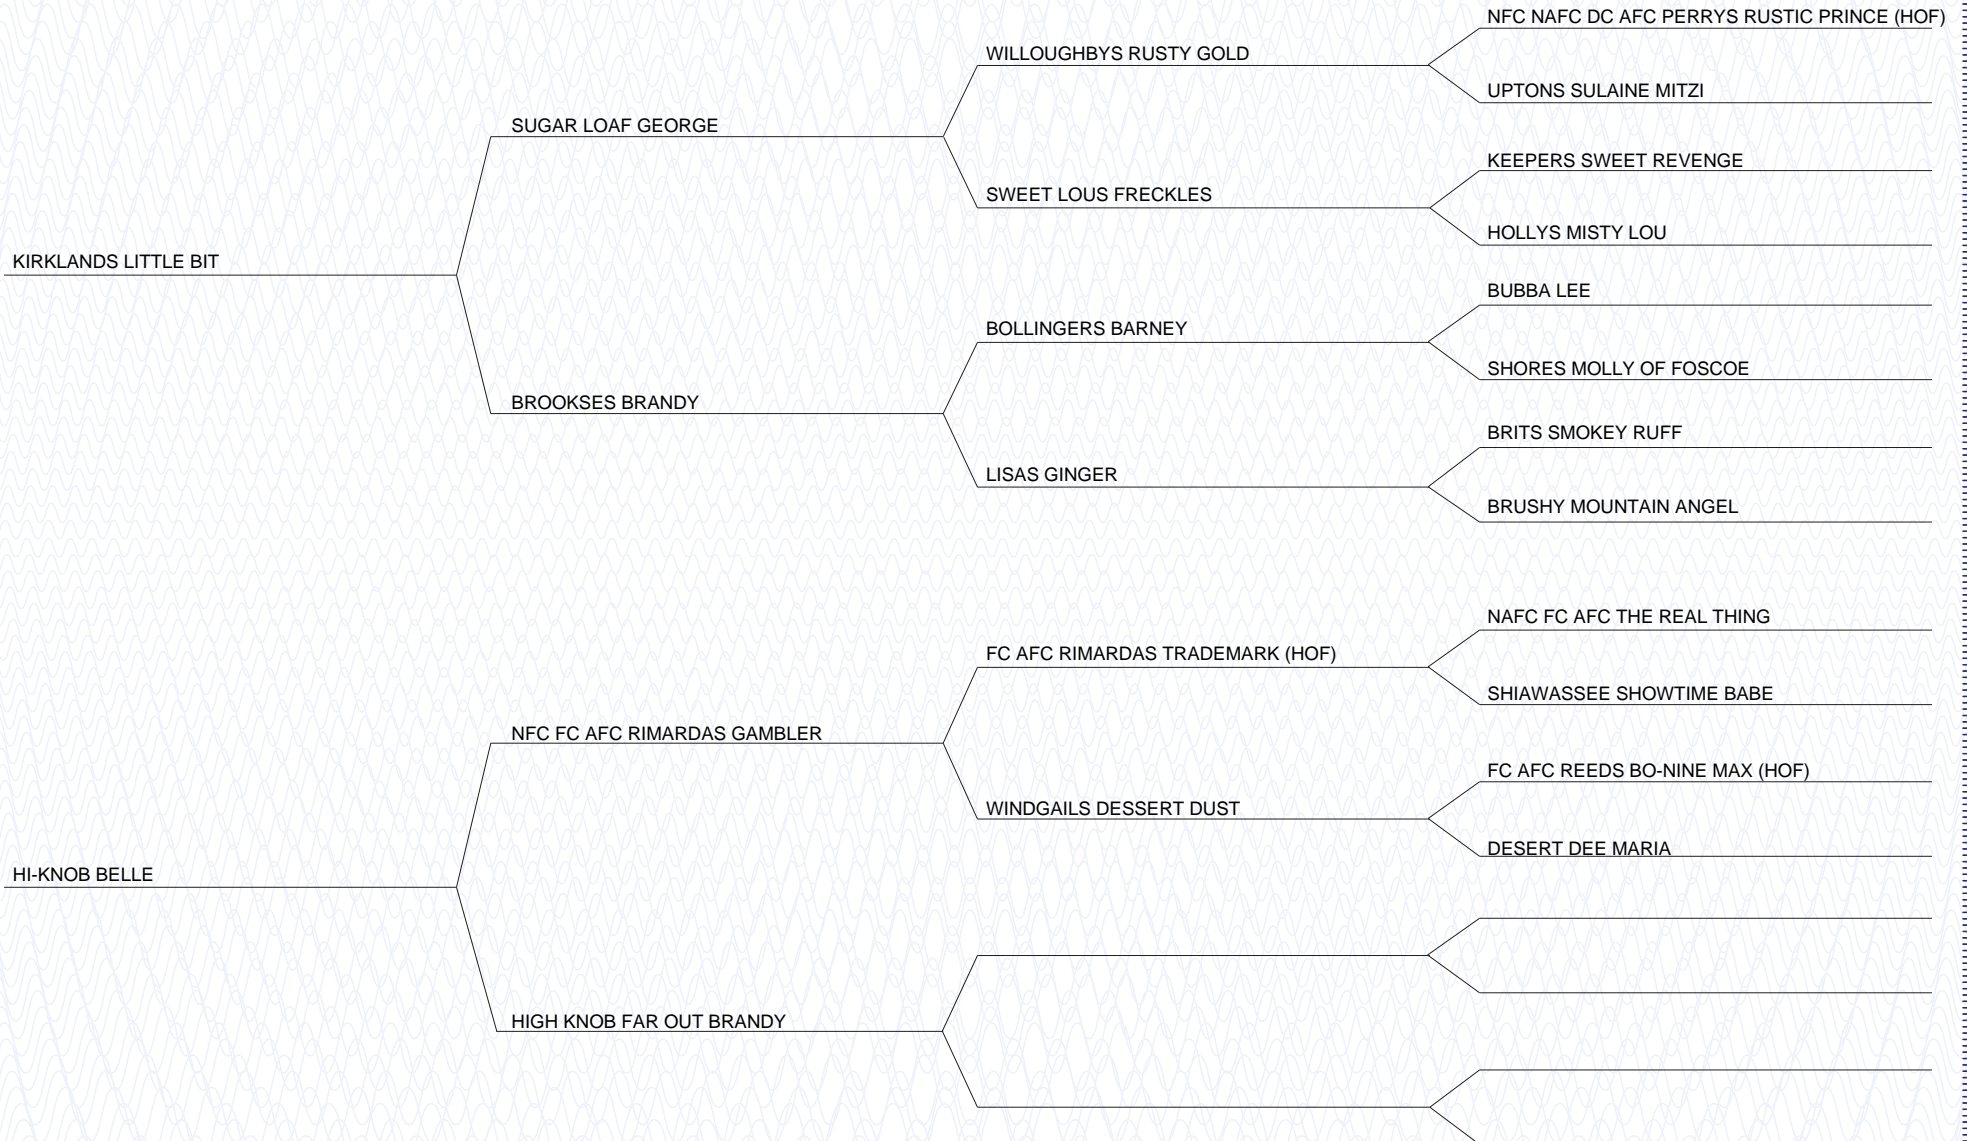 NFC NAFC DC AFC PERRYS RUSTIC PRINCE (HOF)
WILLOUGHBYS RUSTY GOLD
UPTONS SULAINE MITZI
SUGAR LOAF GEORGE
KEEPERS SWEET REVENGE
SWEET LOUS FRECKLES
HOLLYS MISTY LOU
KIRKLANDS LITTLE BIT
BUBBA LEE
BOLLINGERS BARNEY
SHORES MOLLY OF FOSCOE
BROOKSES BRANDY
BRITS SMOKEY RUFF
LISAS GINGER
BRUSHY MOUNTAIN ANGEL
NAFC FC AFC THE REAL THING
FC AFC RIMARDAS TRADEMARK (HOF)
SHIAWASSEE SHOWTIME BABE
NFC FC AFC RIMARDAS GAMBLER
FC AFC REEDS BO-NINE MAX (HOF)
WINDGAILS DESSERT DUST
DESERT DEE MARIA
HI-KNOB BELLE
HIGH KNOB FAR OUT BRANDY